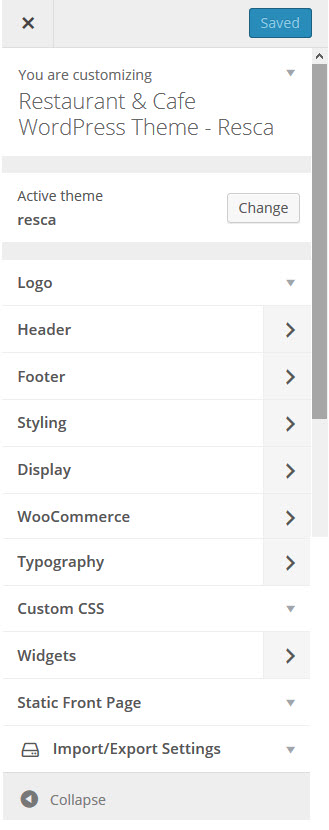 Saved
You are customizing
Restaurant & Cafe
WordPress Theme - Resca
Active theme
resca
Change
Logo
Header
Footer
Styling
Display
WooCommerce
Typography
Custom CSS
Widgets
Static Front Page
Import/Export Settings
Collapse